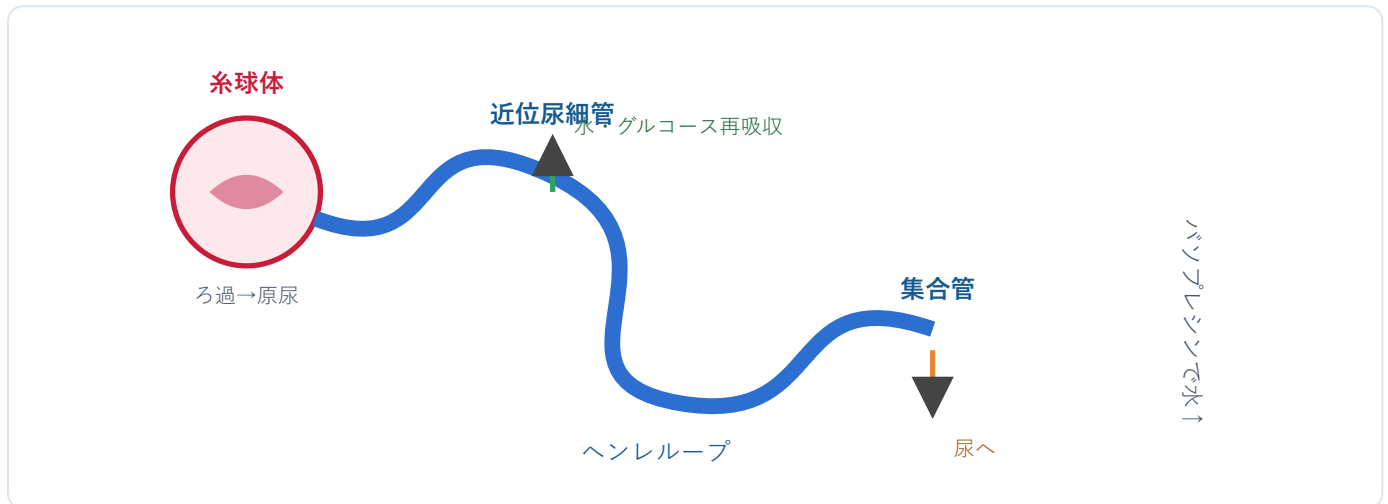 糸球体
近位尿細管
水・グルコース再吸収
ろ過→原尿
集合管
バソプレシンで水↑
ヘンレループ
尿へ